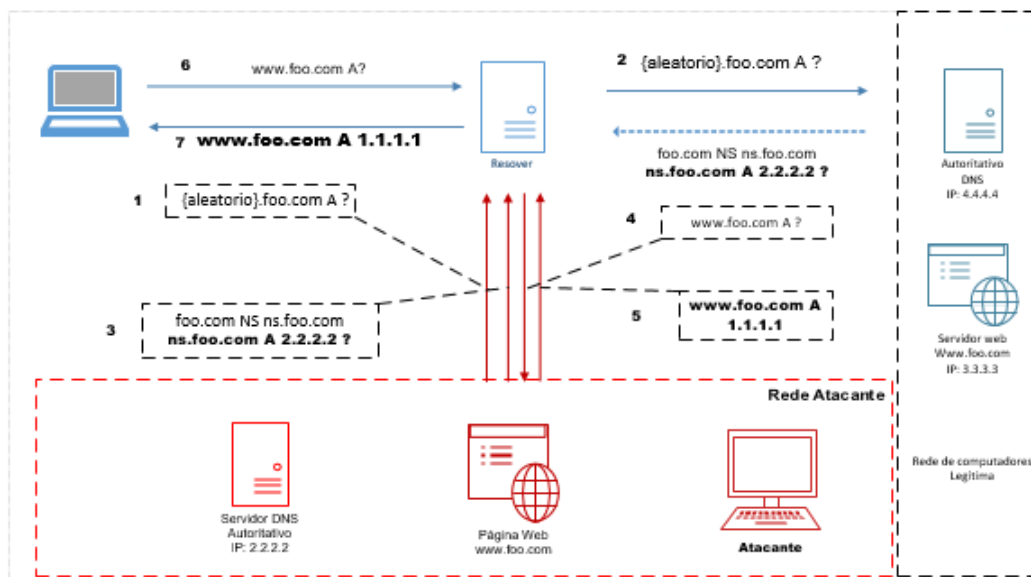 6
www.foo.com A?
7 www.foo.com A 1.1.1.1
Resover
2 {aleatorio}.foo.com A ?
foo.com NS ns.foo.com
ns.foo.com A 2.2.2.2 ?
Autoritativo
DNS
IP: 4.4.4.4
1 {aleatorio}.foo.com A ?
4
www.foo.com A ?
3
foo.com NS ns.foo.com
ns.foo.com A 2.2.2.2 ?
5
www.foo.com A
1.1.1.1
Servidor web
Www.foo.com
IP: 3.3.3.3
Rede Atacante
Servidor DNS
Autoritativo
IP: 2.2.2.2
Página Web
www.foo.com
Atacante
Rede de computadores
Legítima